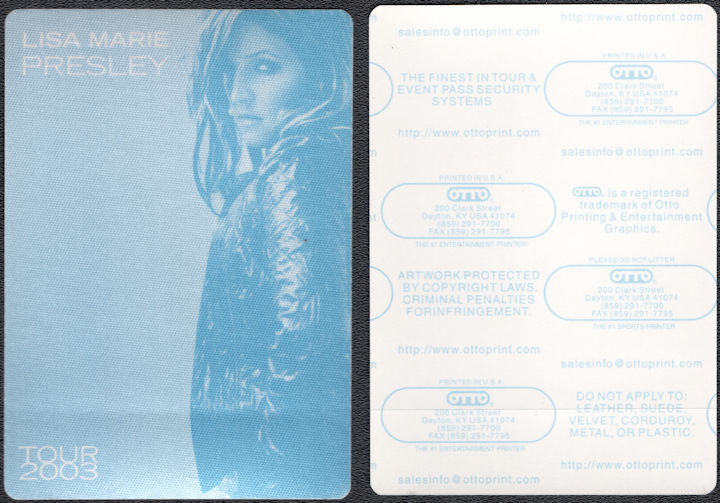 LISA MARIE
PRESLEY
TOUR
2003
http://www.ottoprint.com
salesinfo@ottoprint.com
THE FINEST IN TOUR &
EVENT PASS SECURITY
SYSTEMS
PRINTED IN U.S.A.
OTTO®
200 Clark Street
Dayton, KY USA 41074
(859) 291-7700
FAX (859) 291-7795
THE #1 ENTERTAINMENT PRINTER
http://www.ottoprint.com
salesinfo@ottoprint.com
PRINTED IN U.S.A.
OTTO®
200 Clark Street
Dayton, KY USA 41074
(859) 291-7700
FAX (859) 291-7795
THE #1 ENTERTAINMENT PRINTER
OTTO® is a registered
trademark of Otto
Printing & Entertainment
Graphics.
ARTWORK PROTECTED
BY COPYRIGHT LAWS.
CRIMINAL PENALTIES
FORINFRINGEMENT.
PLEASE DO NOT LITTER
OTTO®
200 Clark Street
Dayton, KY USA 41074
(859) 291-7700
FAX (859) 291-7795
THE #1 SPORTS PRINTER
http://www.ottoprint.com
salesinfo@ottoprint.com
PRINTED IN U.S.A.
OTTO®
200 Clark Street
Dayton, KY USA 41074
(859) 291-7700
FAX (859) 291-7795
THE #1 ENTERTAINMENT PRINTER
DO NOT APPLY TO:
LEATHER, SUEDE,
VELVET, CORDUROY,
METAL, OR PLASTIC.
http://www.ottoprint.com
salesinfo@ottoprint.com